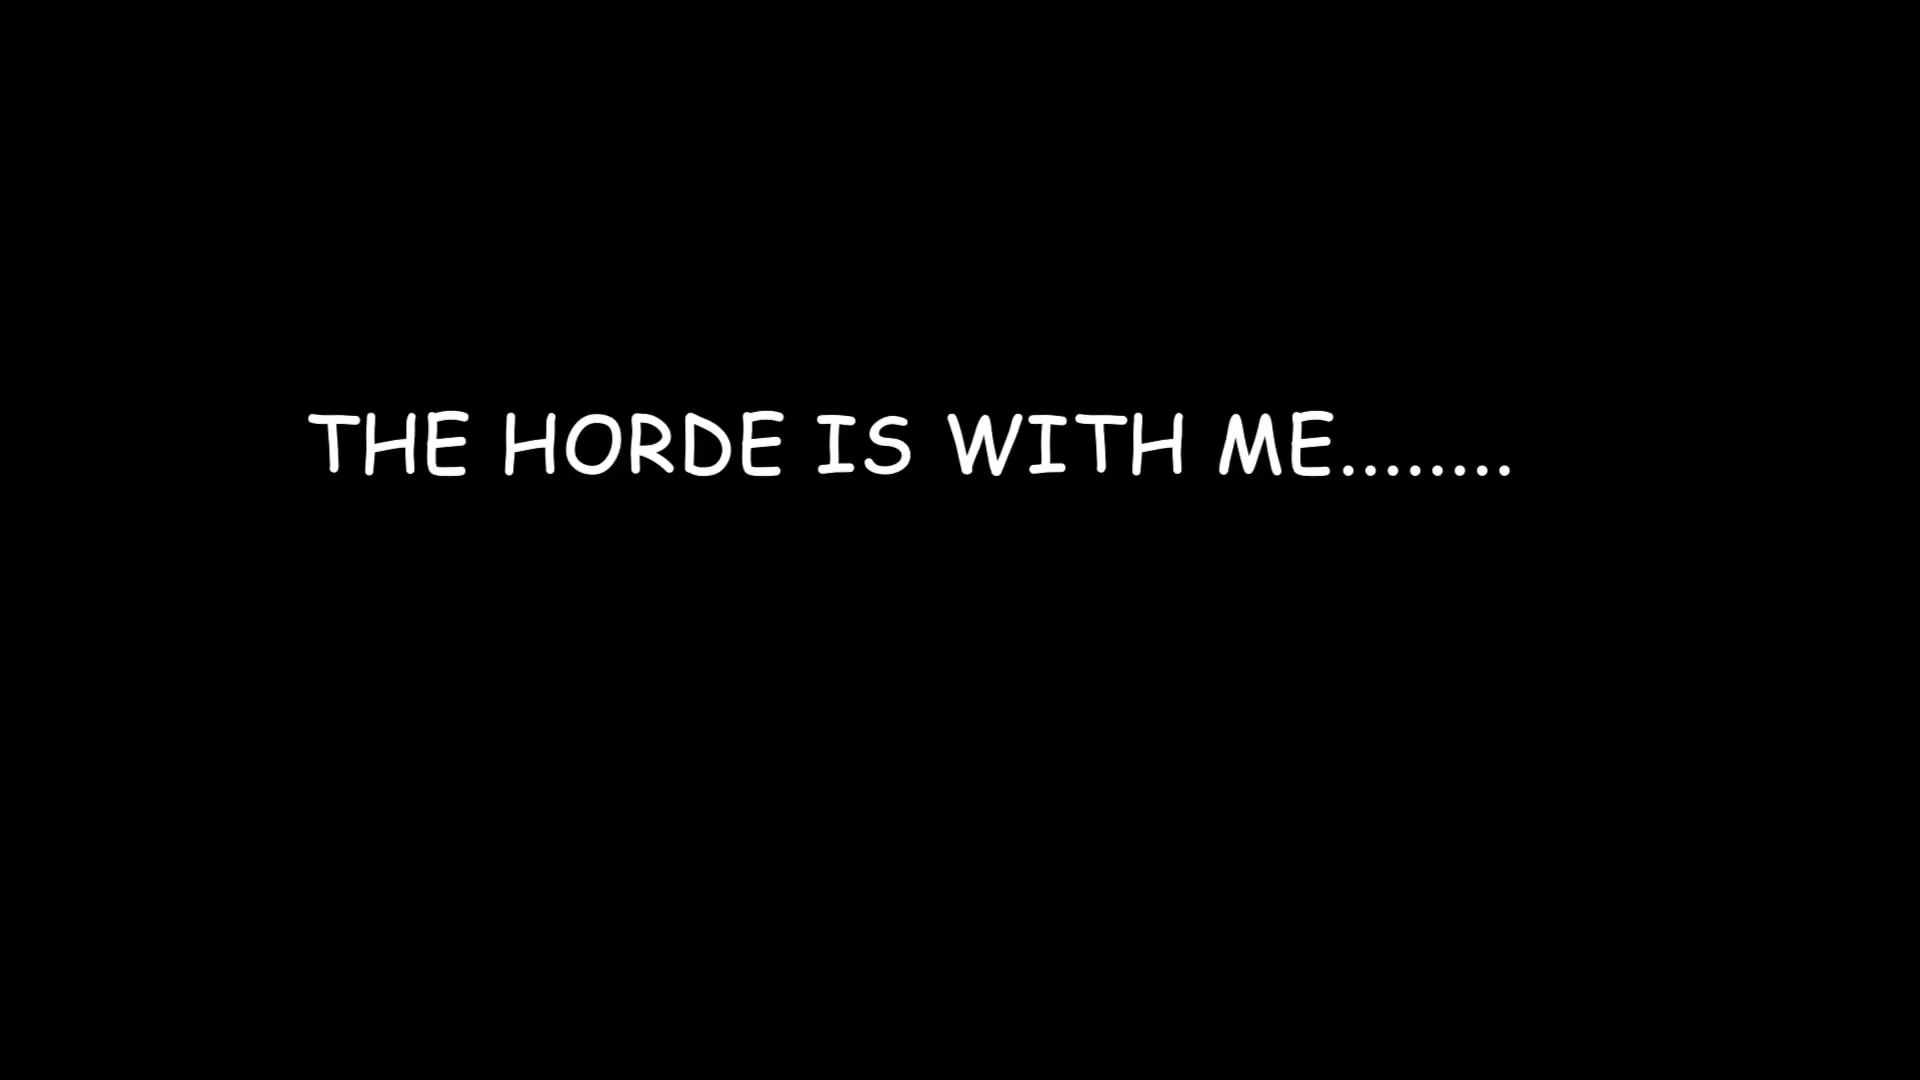 THE HORDE IS WITH ME........